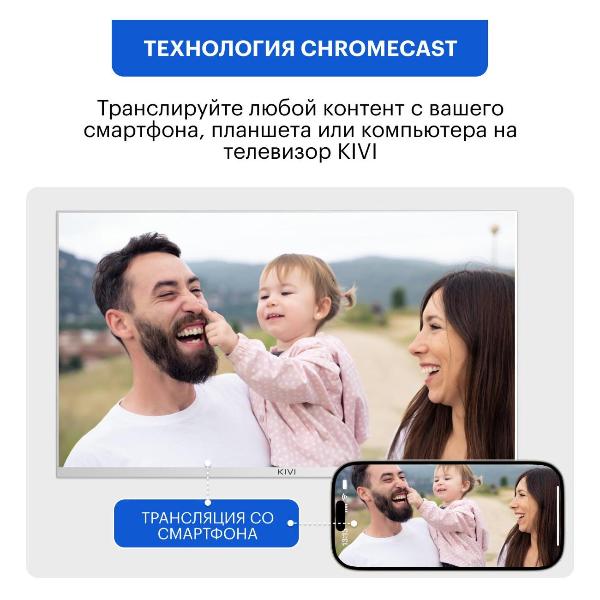 ТЕХНОЛОГИЯ CHROMECAST
Транслируйте любой контент с вашего
смартфона, планшета или компьютера на
телевизор KIVI
KIVI
ТРАНСЛЯЦИЯ СО
СМАРТФОНА